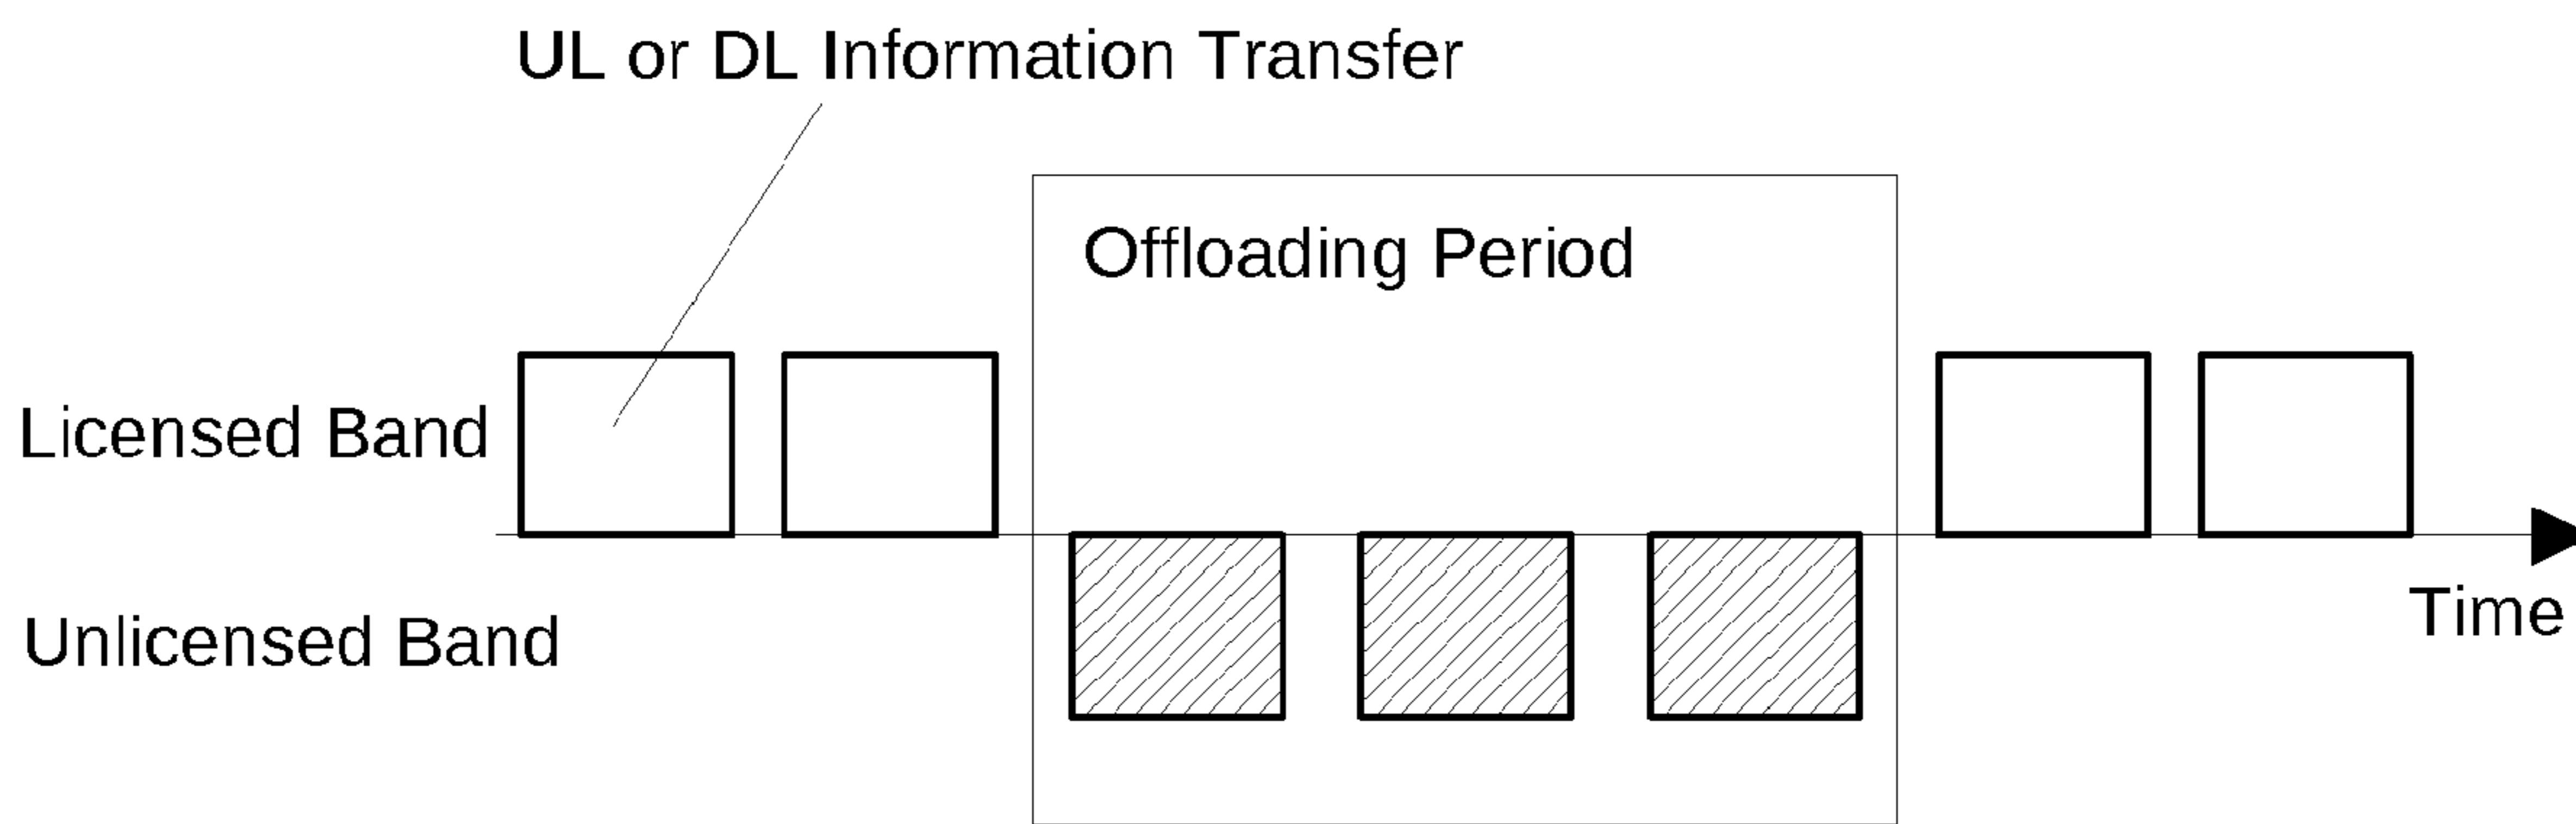 UL or DL Information Transfer
Offloading Period
Licensed Band
Unlicensed Band
Time